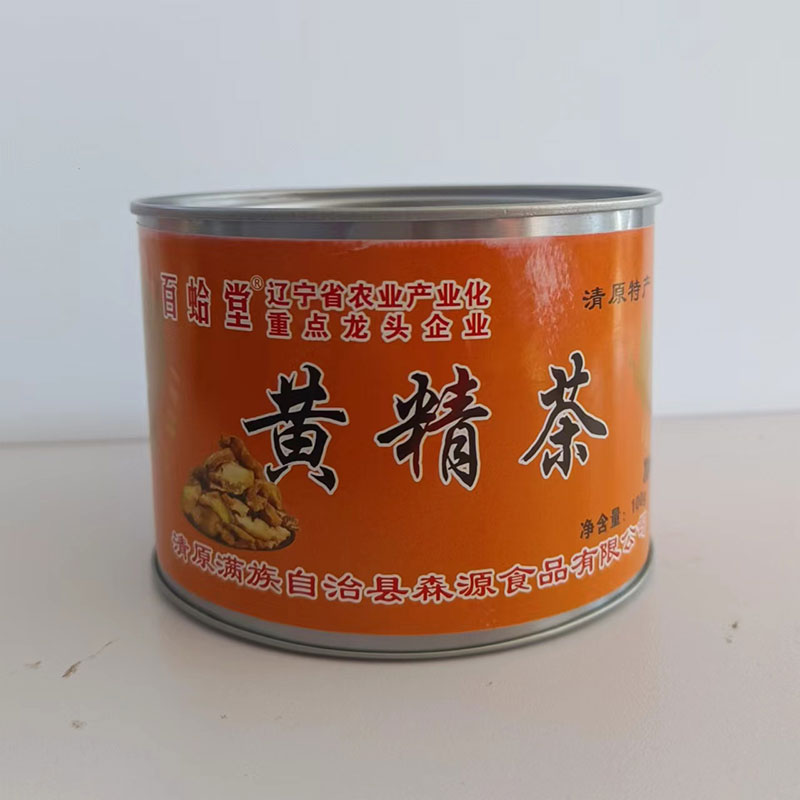 百蛤堂®
辽宁省农业产业化
重点龙头企业
清原特产
黄精茶
净含量：100g
清原满族自治县森源食品有限公司